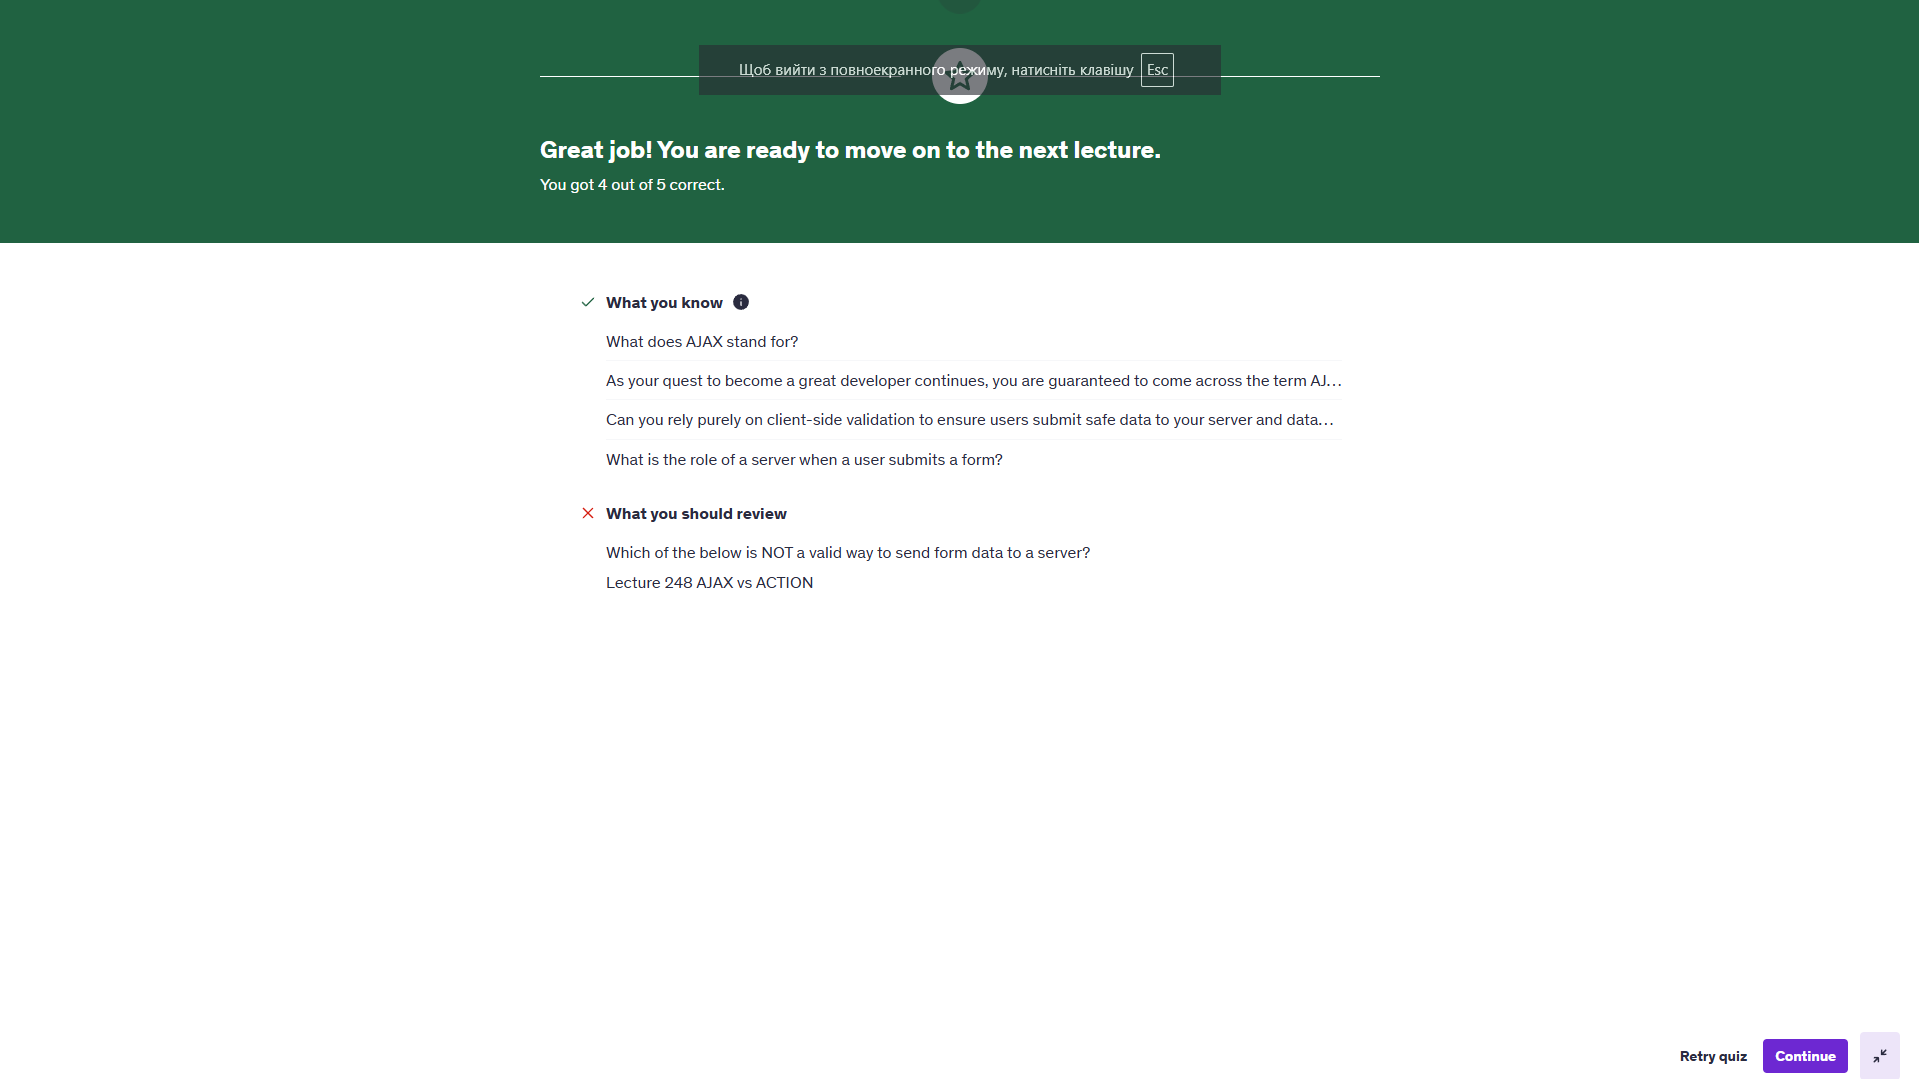 Щоб вийти з повноекранного режиму, натисніть клавішу Esc
Great job! You are ready to move on to the next lecture.
You got 4 out of 5 correct.
What you know
What does AJAX stand for?
As your quest to become a great developer continues, you are guaranteed to come across the term AJ...
Can you rely purely on client-side validation to ensure users submit safe data to your server and data...
What is the role of a server when a user submits a form?
What you should review
Which of the below is NOT a valid way to send form data to a server?
Lecture 248 AJAX vs ACTION
Retry quiz
Continue